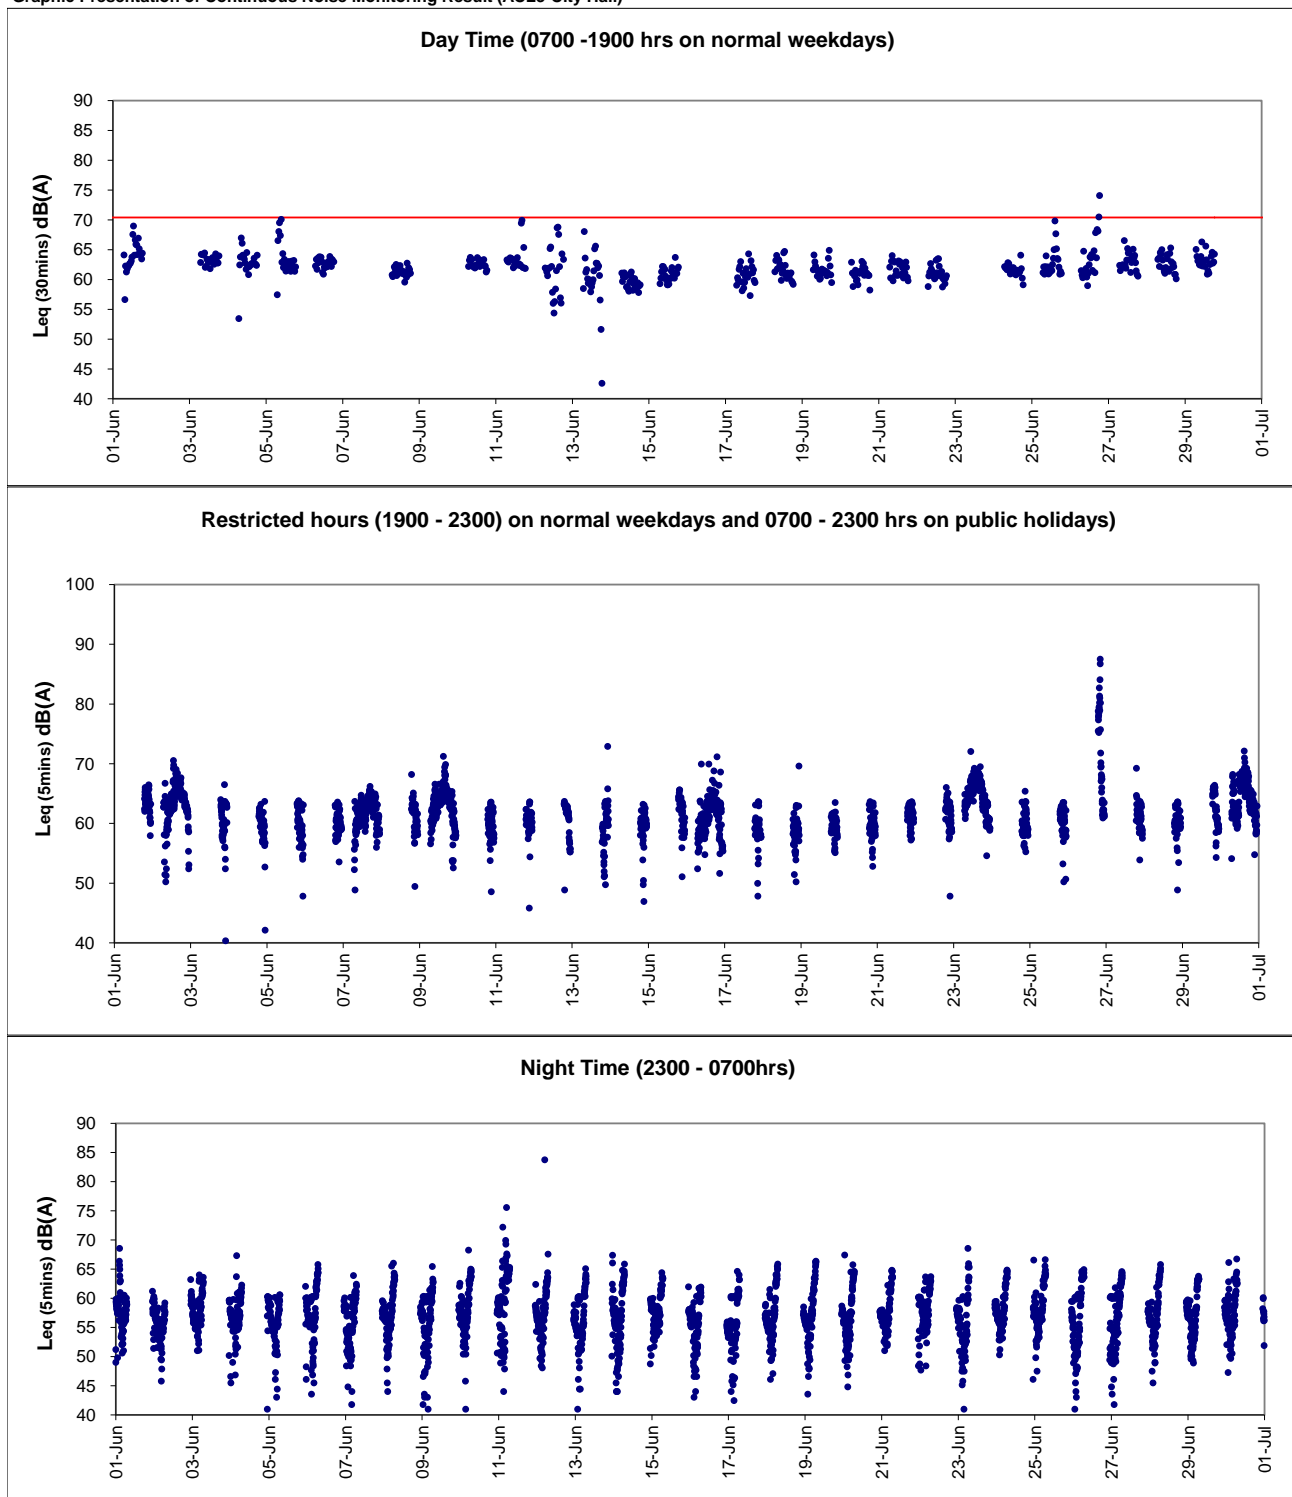 Day Time (0700 -1900 hrs on normal weekdays)
Leq (30mins) dB(A)
90
85
80
75
70
65
60
55
50
45
40
01-Jun
03-Jun
05-Jun
07-Jun
09-Jun
11-Jun
13-Jun
15-Jun
17-Jun
19-Jun
21-Jun
23-Jun
25-Jun
27-Jun
29-Jun
01-Jul
Restricted hours (1900 - 2300) on normal weekdays and 0700 - 2300 hrs on public holidays)
Leq (5mins) dB(A)
100
90
80
70
60
50
40
01-Jun
03-Jun
05-Jun
07-Jun
09-Jun
11-Jun
13-Jun
15-Jun
17-Jun
19-Jun
21-Jun
23-Jun
25-Jun
27-Jun
29-Jun
01-Jul
Night Time (2300 - 0700hrs)
Leq (5mins) dB(A)
90
85
80
75
70
65
60
55
50
45
40
01-Jun
03-Jun
05-Jun
07-Jun
09-Jun
11-Jun
13-Jun
15-Jun
17-Jun
19-Jun
21-Jun
23-Jun
25-Jun
27-Jun
29-Jun
01-Jul